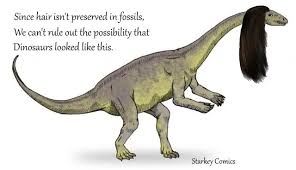 Since hair isn't preserved in fossils,
We can't rule out the possibility that
Dinosaurs looked like this.
Starkey Comics